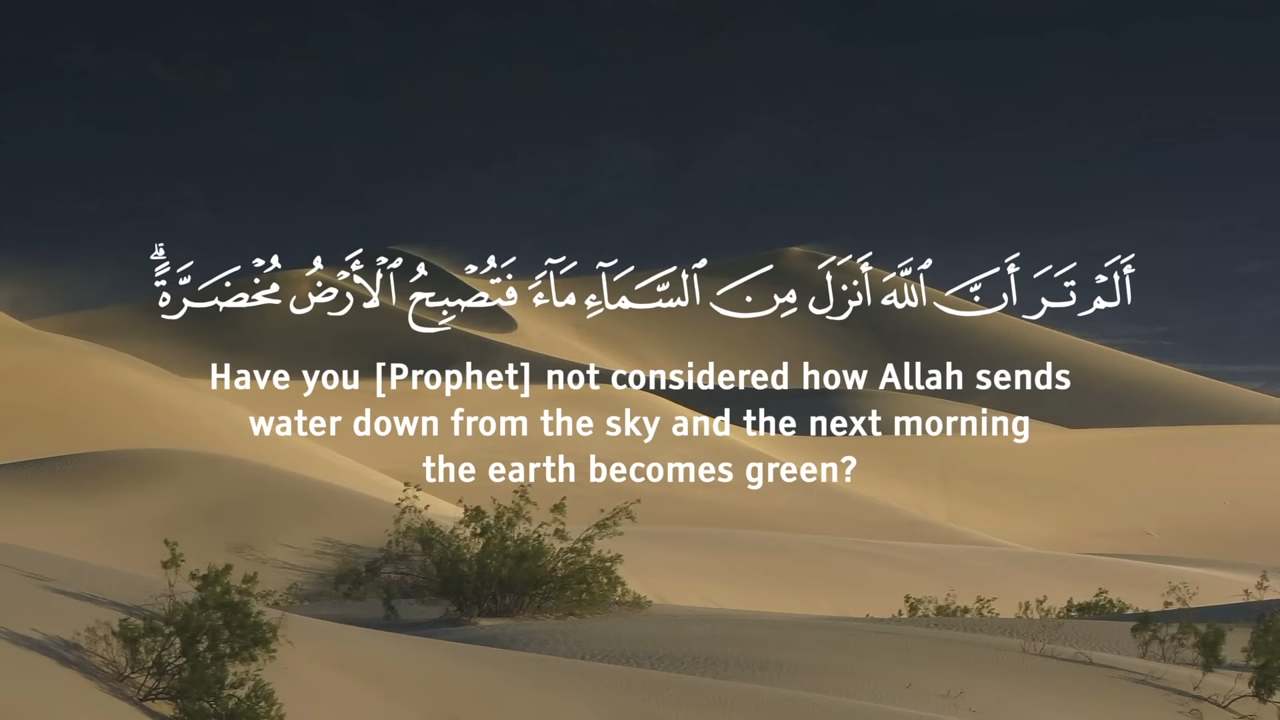 أَلَمْ تَرَ أَنَّ ٱللَّهَ أَنزَلَ مِنَ ٱلسَّمَآءِ مَآءً فَتُصْبِحُ ٱلْأَرْضُ مُخْضَرَّةً ۗ
Have you [Prophet] not considered how Allah sends
water down from the sky and the next morning
the earth becomes green?